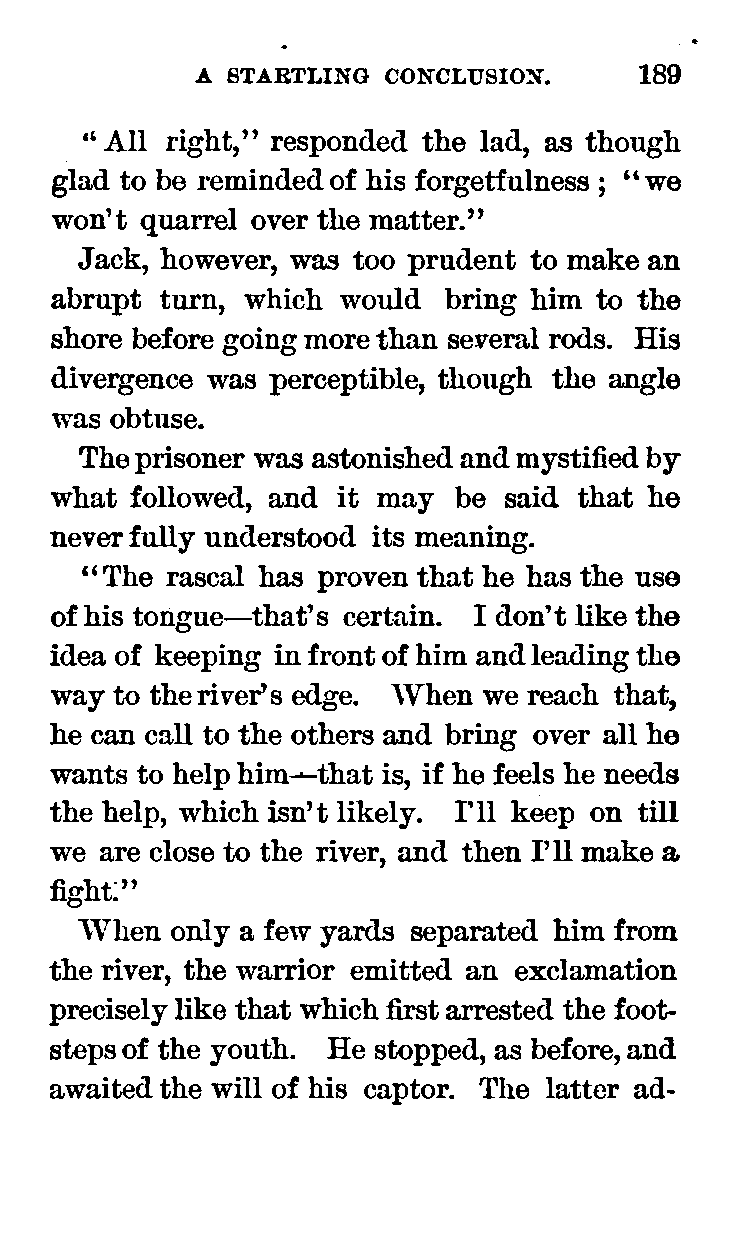 A STARTLING CONCLUSION. 189
“All right,” responded the lad, as though
glad to be reminded of his forgetfulness; “we
won’t quarrel over the matter.”
Jack, however, was too prudent to make an
abrupt turn, which would bring him to the
shore before going more than several rods. His
divergence was perceptible, though the angle
was obtuse.
The prisoner was astonished and mystified by
what followed, and it may be said that he
never fully understood its meaning.
“The rascal has proven that he has the use
of his tongue—that’s certain. I don’t like the
idea of keeping in front of him and leading the
way to the river’s edge. When we reach that,
he can call to the others and bring over all he
wants to help him—that is, if he feels he needs
the help, which isn’t likely. I’ll keep on till
we are close to the river, and then I’ll make a
fight.”
When only a few yards separated him from
the river, the warrior emitted an exclamation
precisely like that which first arrested the foot-
steps of the youth. He stopped, as before, and
awaited the will of his captor. The latter ad-